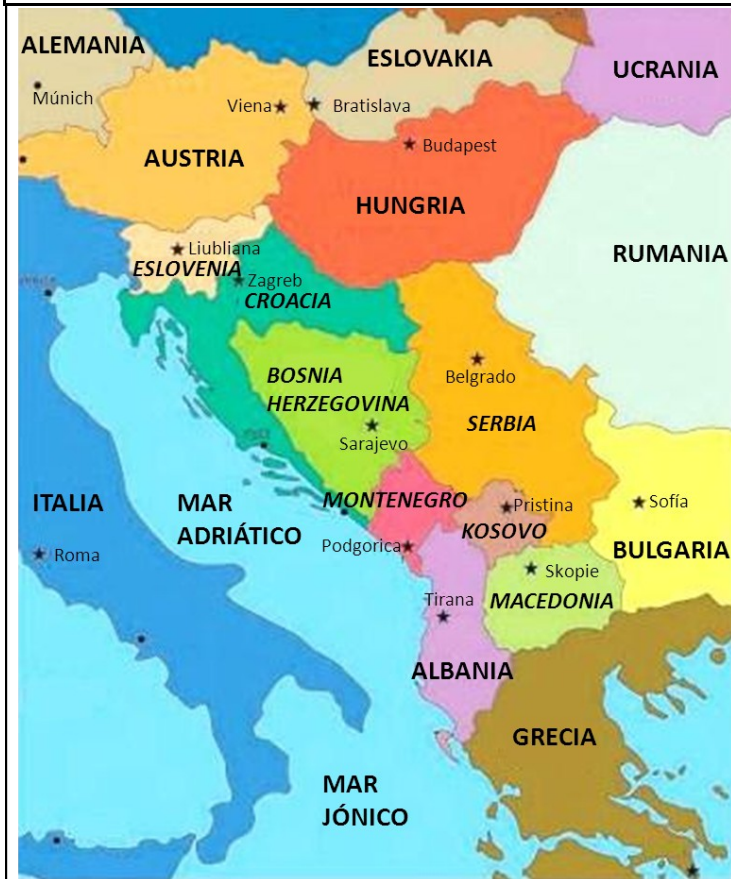 ALEMANIA
ESLOVAKIA
UCRANIA
Múnich
Viena
Bratislava
Budapest
AUSTRIA
HUNGRIA
RUMANIA
Liubliana
ESLOVENIA
Zagreb
CROACIA
BOSNIA
HERZEGOVINA
Belgrado
SERBIA
Sarajevo
ITALIA
MAR
ADRIÁTICO
MONTENEGRO
Pristina
KOSOVO
Sofía
BULGARIA
Roma
Podgorica
Skopie
MACEDONIA
Tirana
ALBANIA
GRECIA
MAR
JÓNICO